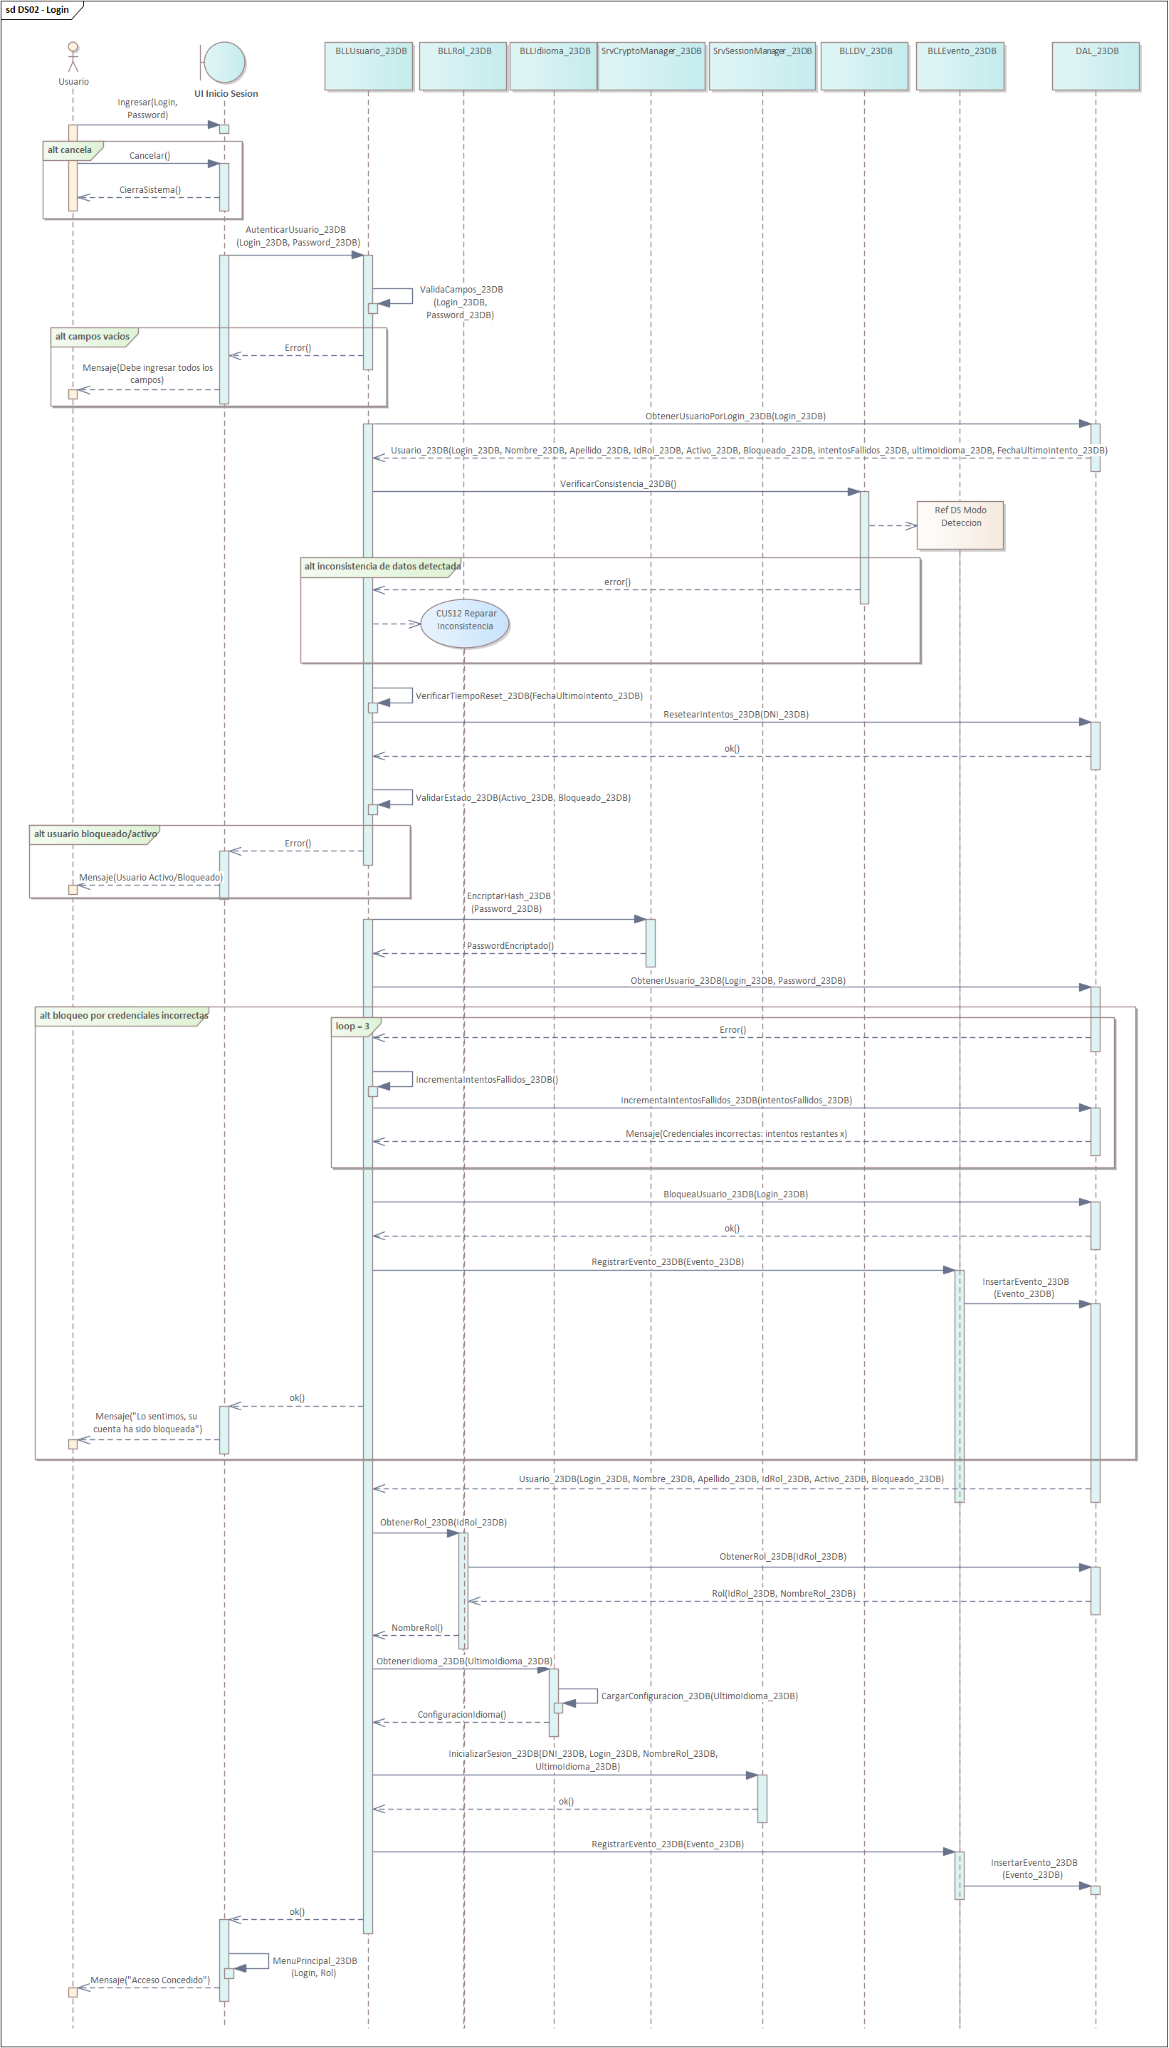 sd DS02 - Login
Usuario
UI Inicio Sesion
BLLUsuario_23DB
BLLRol_23DB
BLLIdiioma_23DB
SrvCryptoManager_23DB
SrvSessionManager_23DB
BLLDV_23DB
BLLEvento_23DB
DAL_23DB
Ingresar(Login,
Password)
alt cancela
Cancelar()
CierraSistema()
AutenticarUsuario_23DB
(Login_23DB, Password_23DB)
ValidaCampos_23DB
(Login_23DB,
Password_23DB)
alt campos vacios
Error()
Mensaje(Debe ingresar todos los
campos)
ObtenerUsuarioPorLogin_23DB(Login_23DB)
Usuario_23DB(Login_23DB, Nombre_23DB, Apellido_23DB, IdRol_23DB, Activo_23DB, Bloqueado_23DB, intentosFallidos_23DB, ultimoIdioma_23DB, FechaUltimoIntento_23DB)
VerificarConsistencia_23DB()
Ref DS Modo
Deteccion
alt inconsistencia de datos detectada
error()
CUS12 Reparar
Inconsistencia
VerificarTiempoReset_23DB(FechaUltimoIntento_23DB)
ResetearIntentos_23DB(DNI_23DB)
ok()
ValidarEstado_23DB(Activo_23DB, Bloqueado_23DB)
alt usuario bloqueado/activo
Error()
Mensaje(Usuario Activo/Bloqueado)
EncriptarHash_23DB
(Password_23DB)
PasswordEncriptado()
ObtenerUsuario_23DB(Login_23DB, Password_23DB)
alt bloqueo por credenciales incorrectas
loop = 3
Error()
IncrementaIntentosFallidos_23DB()
IncrementaIntentosFallidos_23DB(intentosFallidos_23DB)
Mensaje(Credenciales incorrectas: intentos restantes x)
BloqueaUsuario_23DB(Login_23DB)
ok()
RegistrarEvento_23DB(Evento_23DB)
InsertarEvento_23DB
(Evento_23DB)
ok()
Mensaje("Lo sentimos, su
cuenta ha sido bloqueada")
Usuario_23DB(Login_23DB, Nombre_23DB, Apellido_23DB, IdRol_23DB, Activo_23DB, Bloqueado_23DB)
ObtenerRol_23DB(IdRol_23DB)
ObtenerRol_23DB(IdRol_23DB)
Rol(IdRol_23DB, NombreRol_23DB)
NombreRol()
ObtenerIdioma_23DB(UltimoIdioma_23DB)
CargarConfiguracion_23DB(UltimoIdioma_23DB)
ConfiguracionIdioma()
InicializarSesion_23DB(DNI_23DB, Login_23DB, NombreRol_23DB,
UltimoIdioma_23DB)
ok()
RegistrarEvento_23DB(Evento_23DB)
InsertarEvento_23DB
(Evento_23DB)
ok()
MenuPrincipal_23DB
(Login, Rol)
Mensaje("Acceso Concedido")